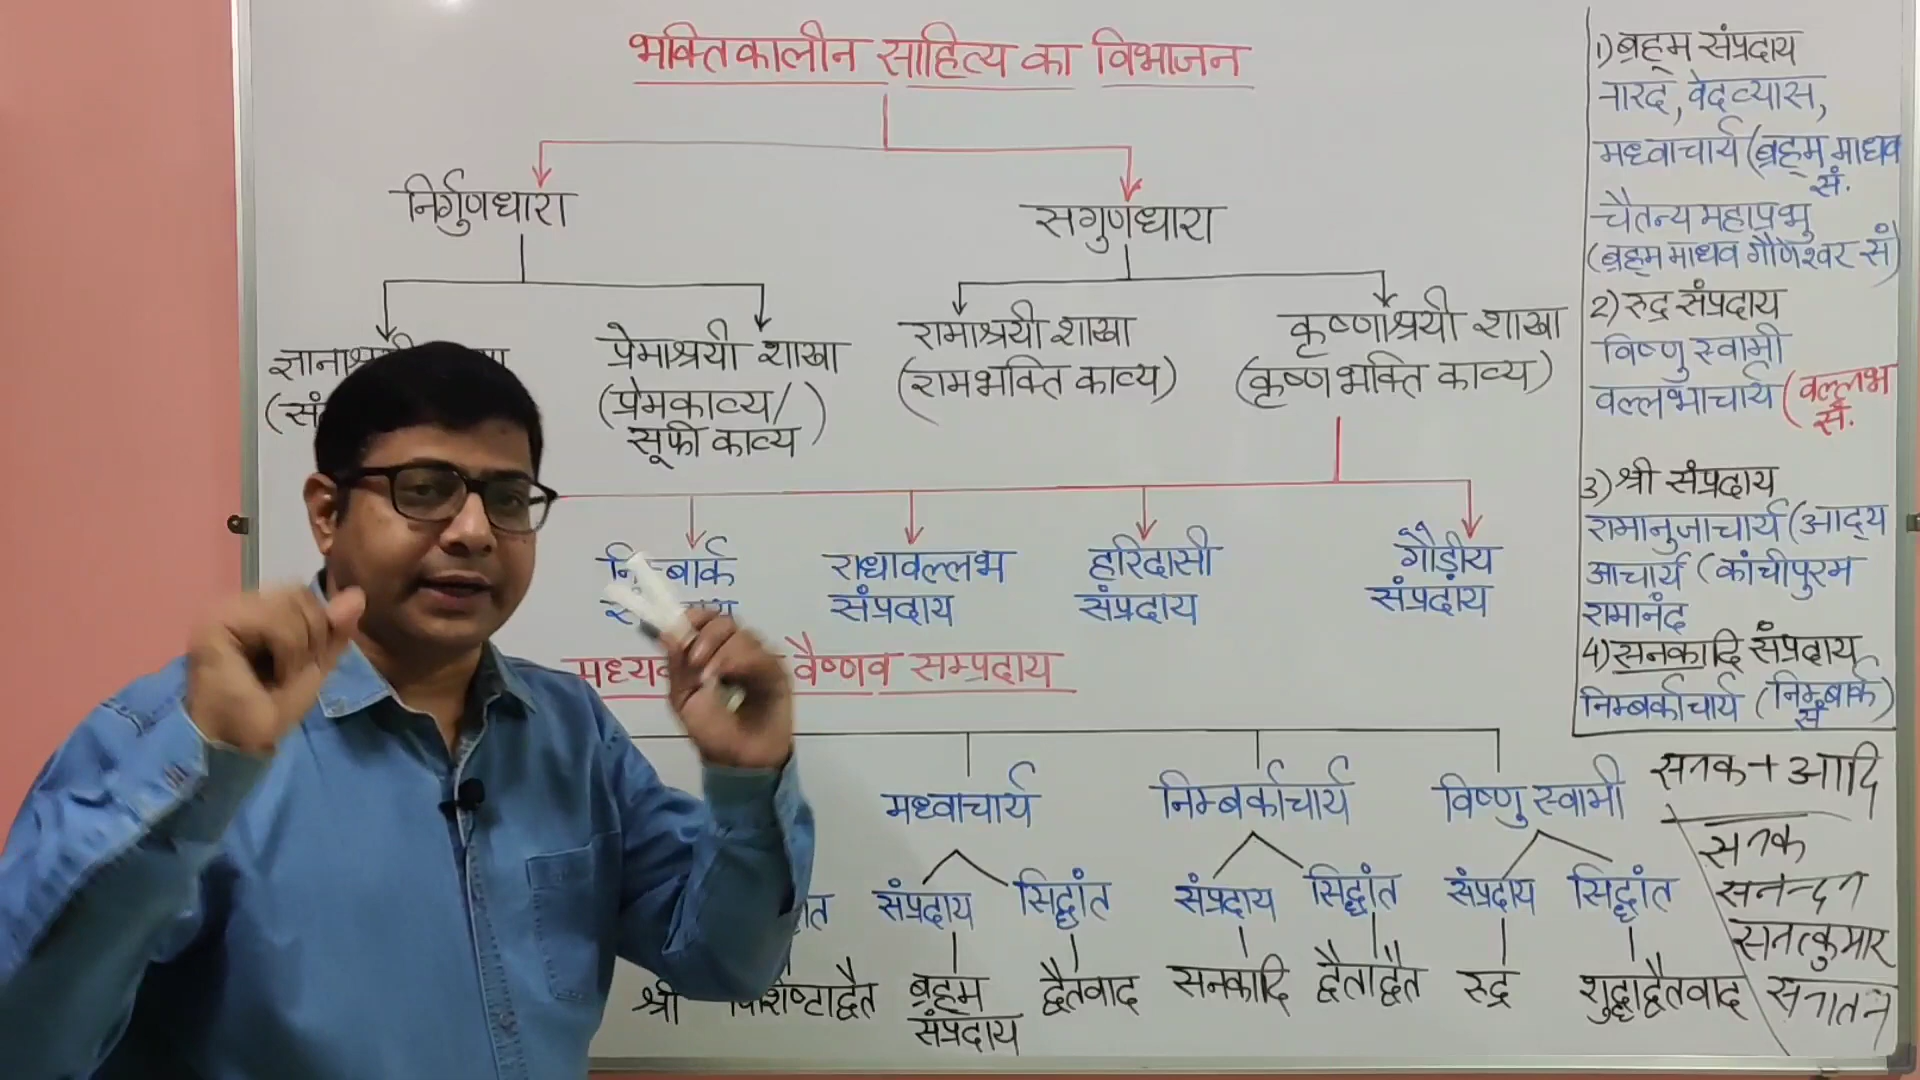 भक्तिकालीन साहित्य का विभाजन
निर्गुणधारा
सगुणधारा
प्रेमाश्रयी शाखा
(प्रेमकाव्य/
सूफी काव्य)
रामाश्रयी शाखा
(रामभक्ति काव्य)
कृष्णाश्रयी शाखा
(कृष्णभक्ति काव्य)
राधावल्लभ
संप्रदाय
हरिदासी
संप्रदाय
गौड़ीय
संप्रदाय
वैष्णव सम्प्रदाय
मध्वाचार्य
निम्बर्काचार्य
विष्णु स्वामी
संप्रदाय
सिद्धांत
संप्रदाय
सिद्धांत
संप्रदाय
सिद्धांत
श्री
ब्रह्म
संप्रदाय
द्वैतवाद
सनकादि
द्वैताद्वैत
रुद्र
शुद्धाद्वैतवाद
1) ब्रह्म संप्रदाय
नारद, वेदव्यास,
मध्वाचार्य (ब्रह्म माधव
सं.
चैतन्य महाप्रभु
(ब्रह्म माधव गौणेश्वर सं)
2) रुद्र संप्रदाय
विष्णु स्वामी
वल्लभाचार्य (वल्लभ
सं.
3) श्री संप्रदाय
रामानुजाचार्य (आद्य
आचार्य (कांचीपुरम
रामानंद
4) सनकादि संप्रदाय
निम्बर्काचार्य (निम्बार्क)
सं
सनक + आदि
सनक
सनन्दन
सनत्कुमार
सनातन